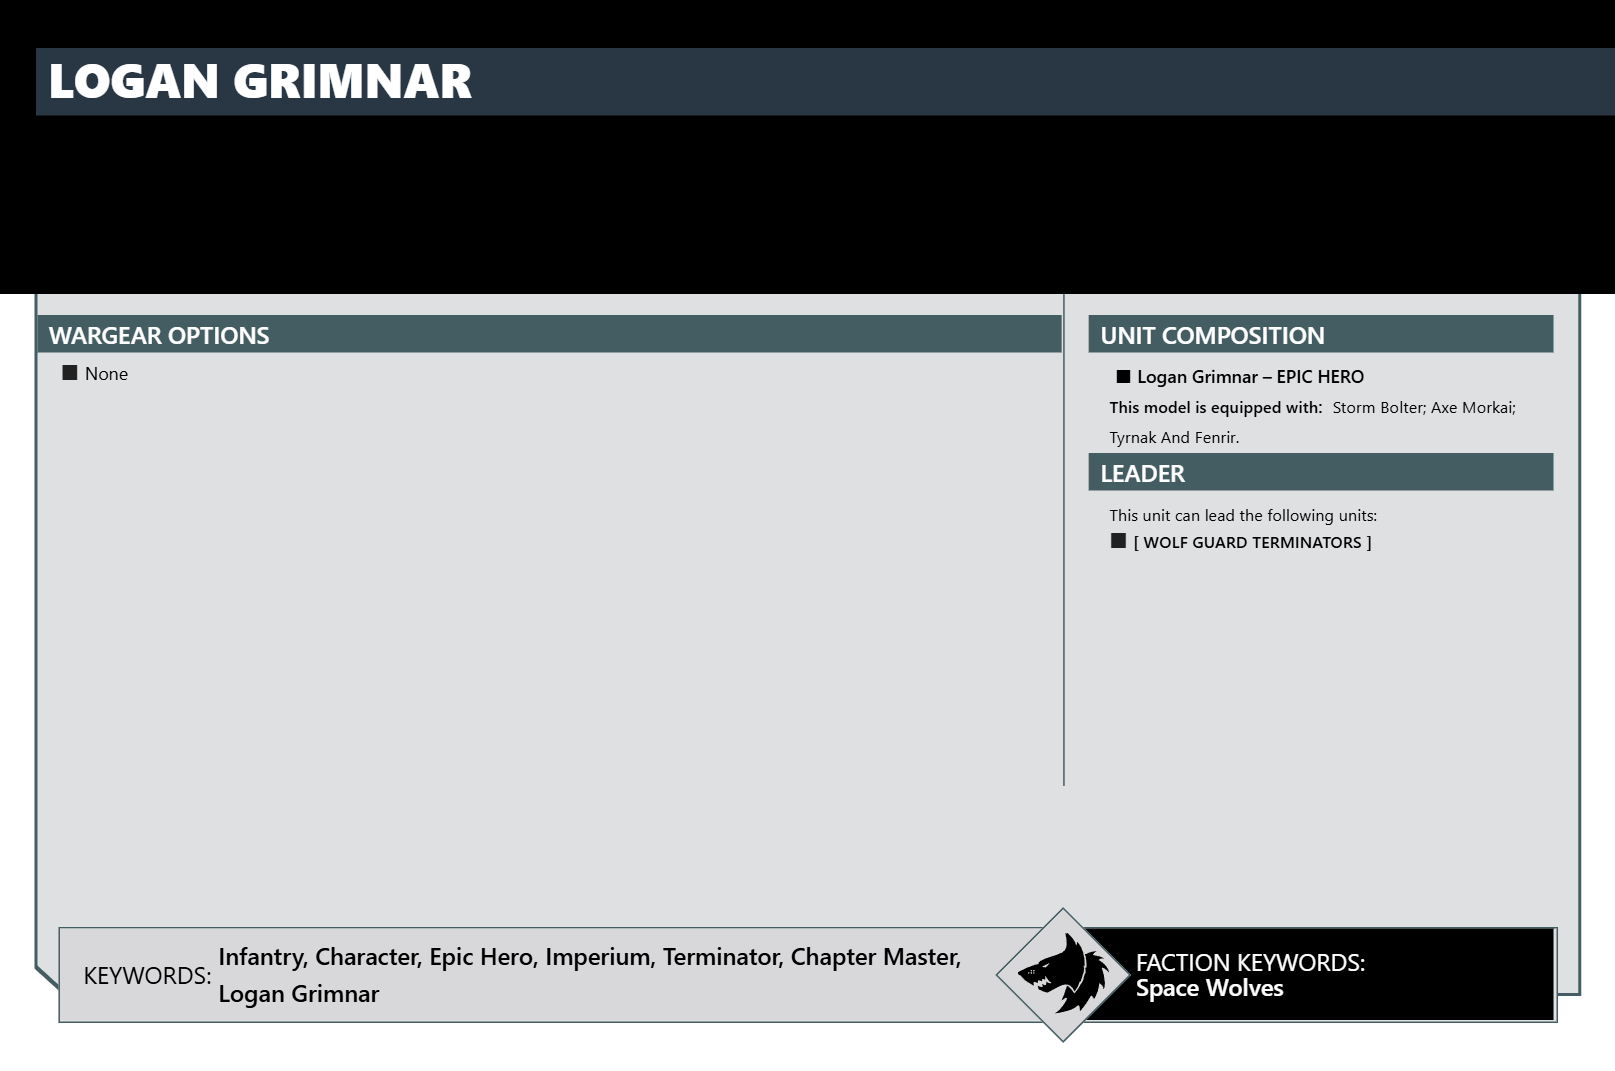 LOGAN GRIMNAR
WARGEAR OPTIONS
■ None
UNIT COMPOSITION
■ Logan Grimnar – EPIC HERO
This model is equipped with: Storm Bolter; Axe Morkai;
Tyrnak And Fenrir.
LEADER
This unit can lead the following units:
■ [ WOLF GUARD TERMINATORS ]
KEYWORDS: Infantry, Character, Epic Hero, Imperium, Terminator, Chapter Master,
Logan Grimnar
FACTION KEYWORDS:
Space Wolves